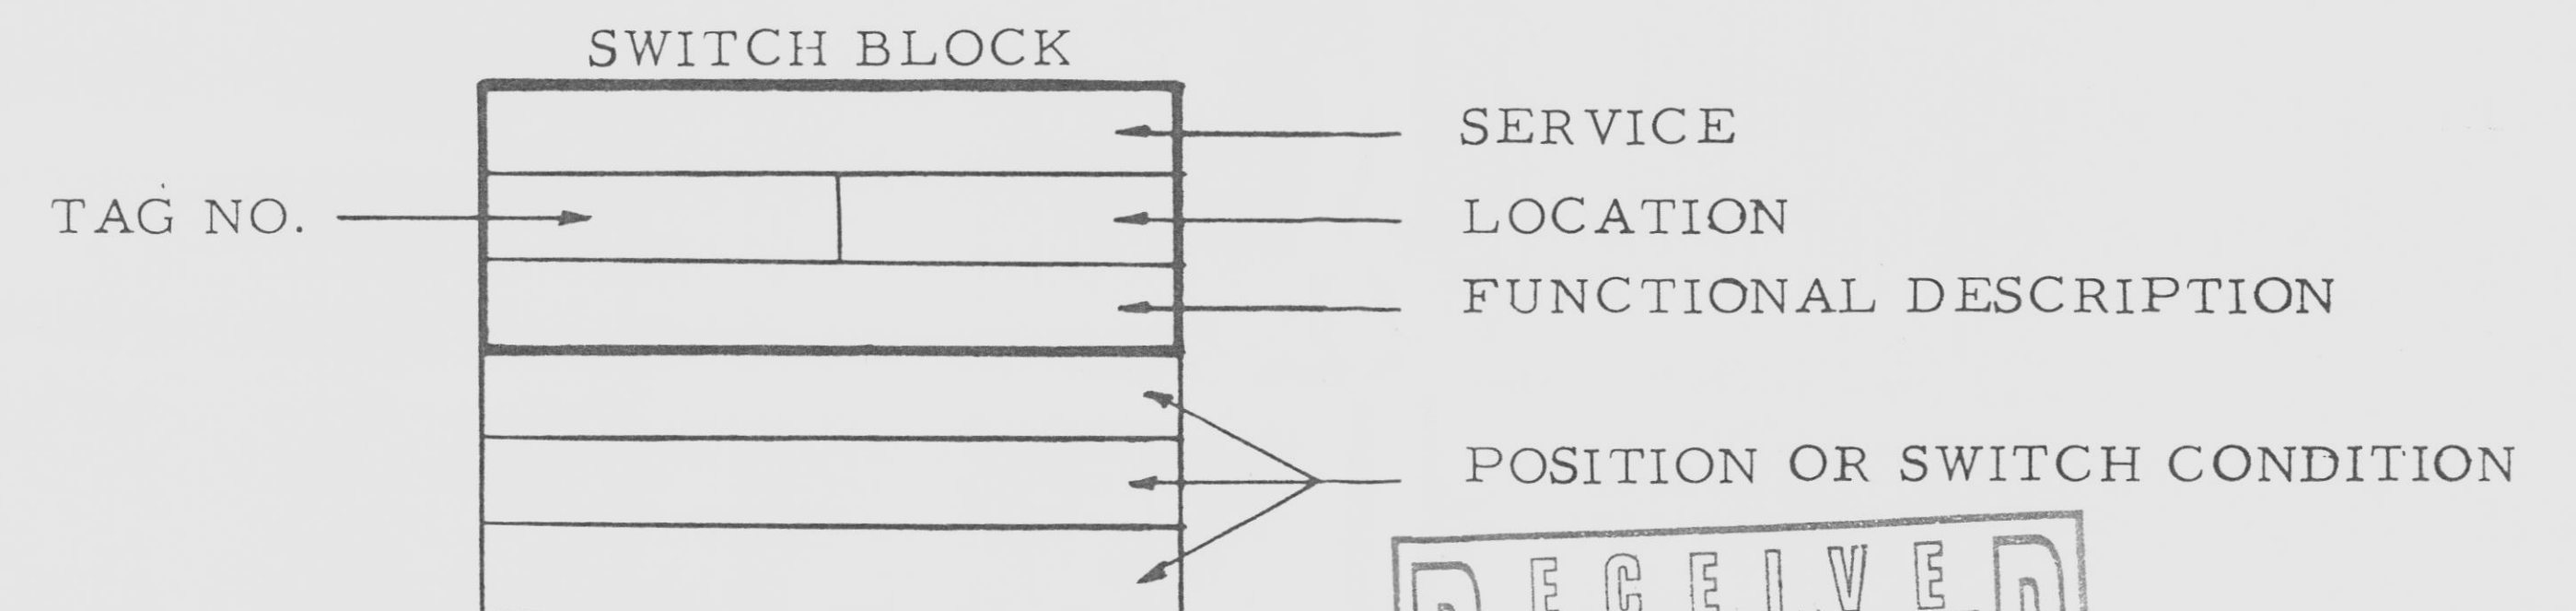 SWITCH BLOCK
SERVICE
TAG NO.
LOCATION
FUNCTIONAL DESCRIPTION
POSITION OR SWITCH CONDITION
RECEIVED